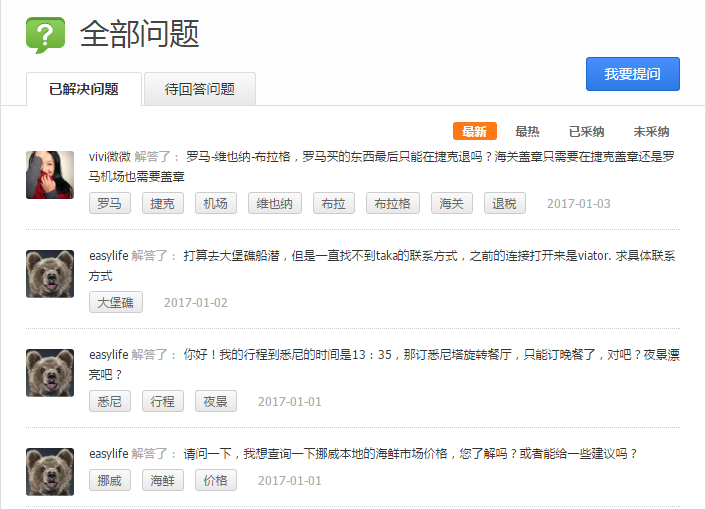 全部问题
我要提问
已解决问题 待回答问题
最新 最热 已采纳 未采纳
vivi微微 解答了： 罗马-维也纳-布拉格，罗马买的东西最后只能在捷克退吗？海关盖章只需要在捷克盖章还是罗
马机场也需要盖章
罗马 捷克 机场 维也纳 布拉 布拉格 海关 退税 2017-01-03
easylife 解答了： 打算去大堡礁船潜，但是一直找不到taka的联系方式，之前的连接打开来是viator. 求具体联系
方式
大堡礁 2017-01-02
easylife 解答了： 你好！我的行程到悉尼的时间是13：35，那订悉尼塔旋转餐厅，只能订晚餐了，对吧？夜景漂
亮吧？
悉尼 行程 夜景 2017-01-01
easylife 解答了： 请问一下，我想查询一下挪威本地的海鲜市场价格，您了解吗？或者能给一些建议吗？
挪威 海鲜 价格 2017-01-01